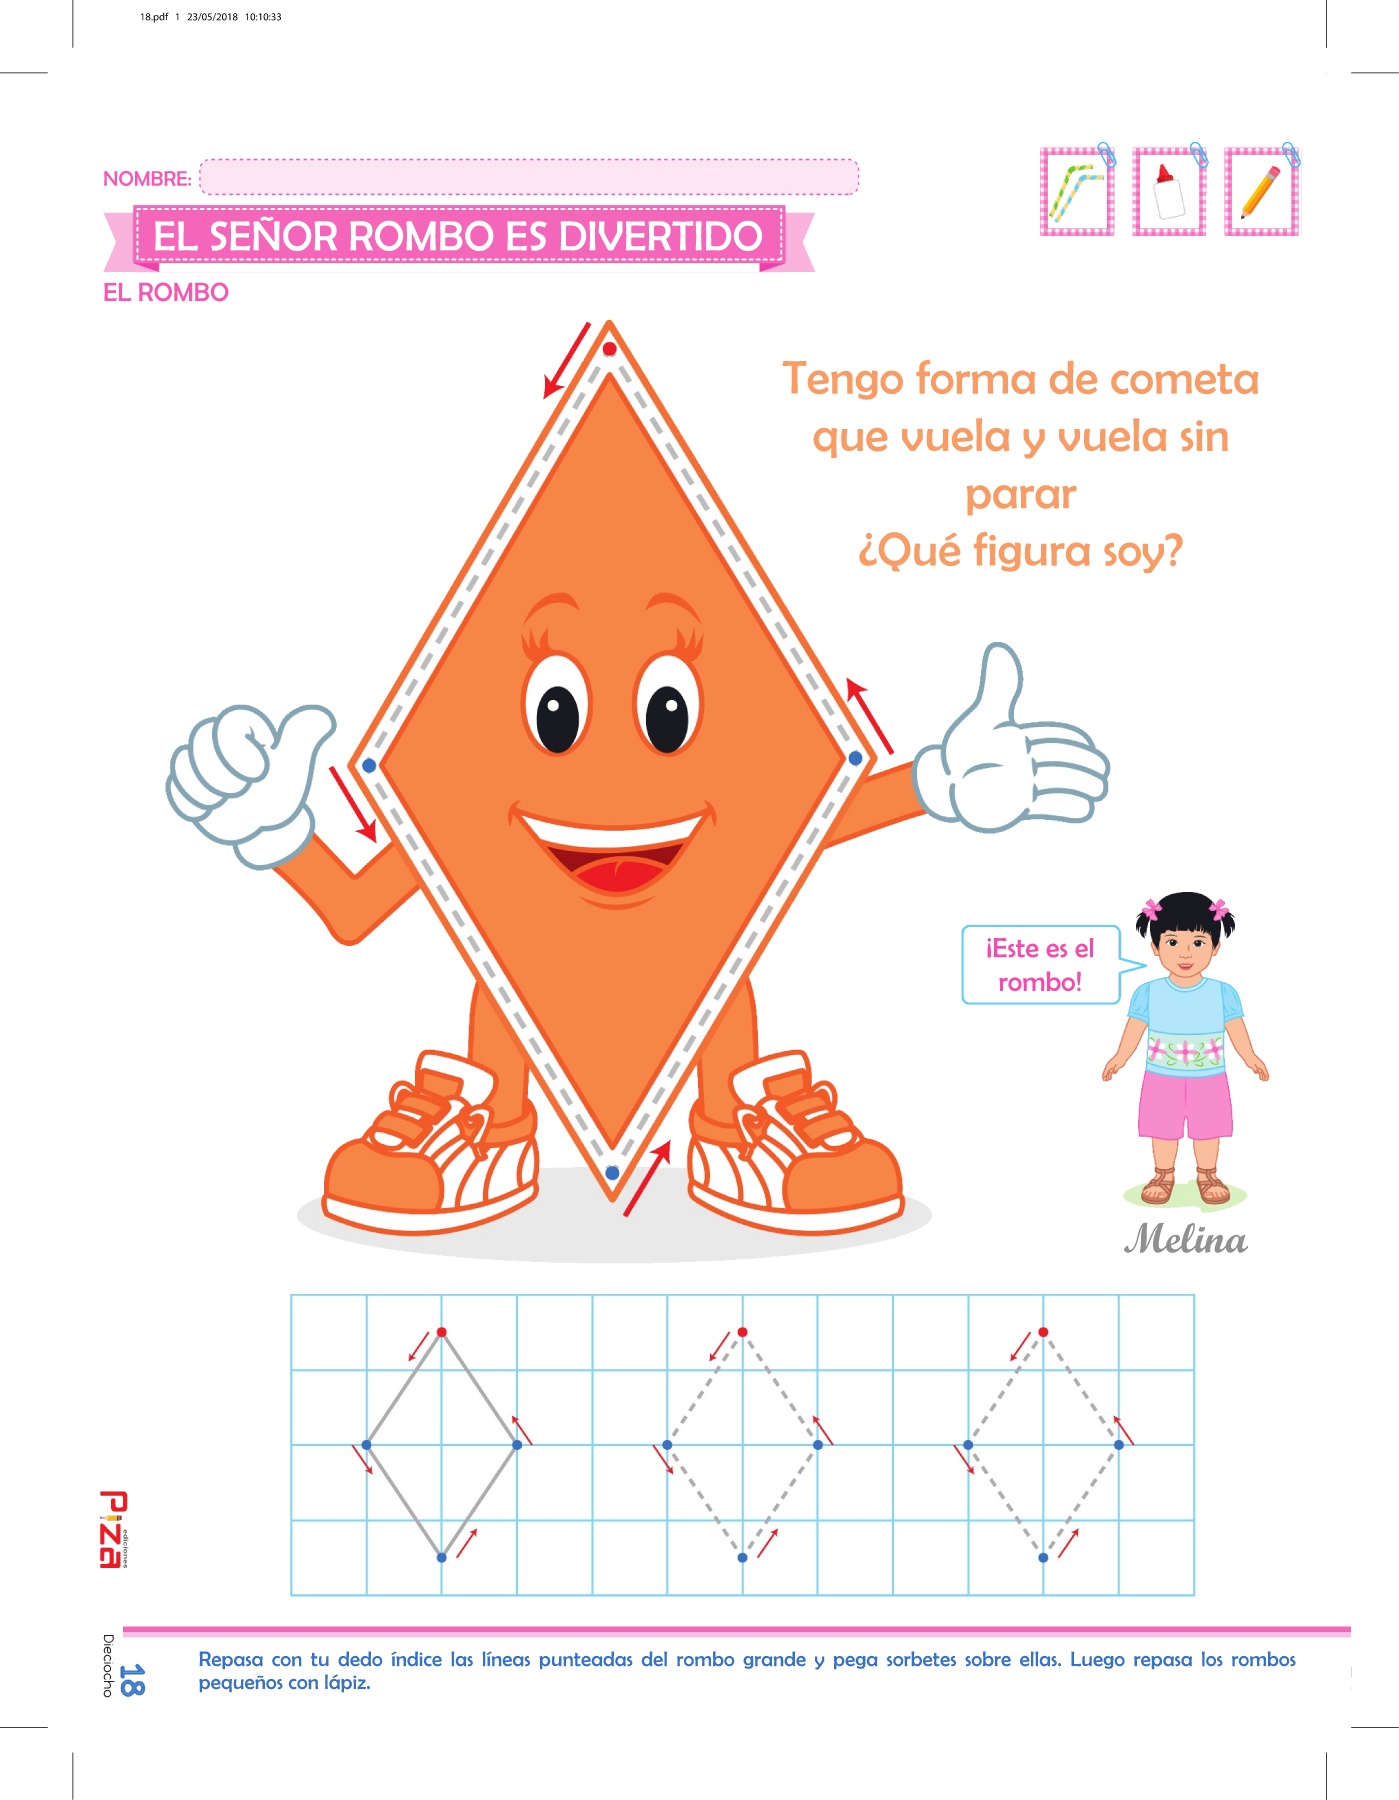 18.pdf 1 23/05/2018 10:10:33
NOMBRE:
EL SEÑOR ROMBO ES DIVERTIDO
EL ROMBO
Tengo forma de cometa
que vuela y vuela sin
parar
¿Qué figura soy?
¡Este es el
rombo!
Melina
Piza
ediciones
Dieciocho
18
Repasa con tu dedo índice las líneas punteadas del rombo grande y pega sorbetes sobre ellas. Luego repasa los rombos
pequeños con lápiz.